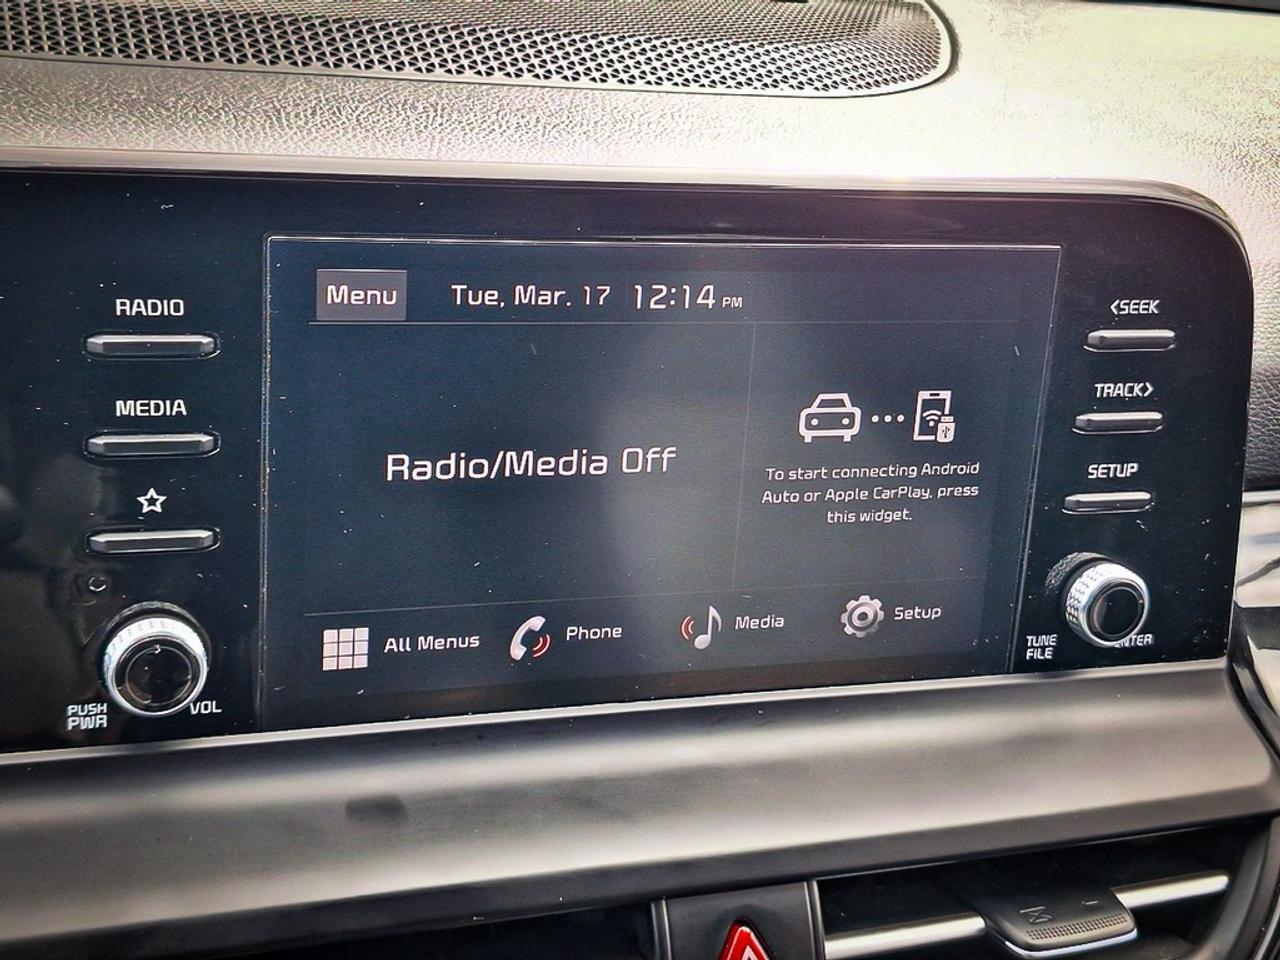 RADIO
MEDIA
PUSH
PWR
VOL
Menu
Tue, Mar. 17 12:14 PM
Radio/Media Off
To start connecting Android
Auto or Apple CarPlay, press
this widget.
All Menus
Phone
Media
Setup
<SEEK
TRACK>
SETUP
TUNE
FILE